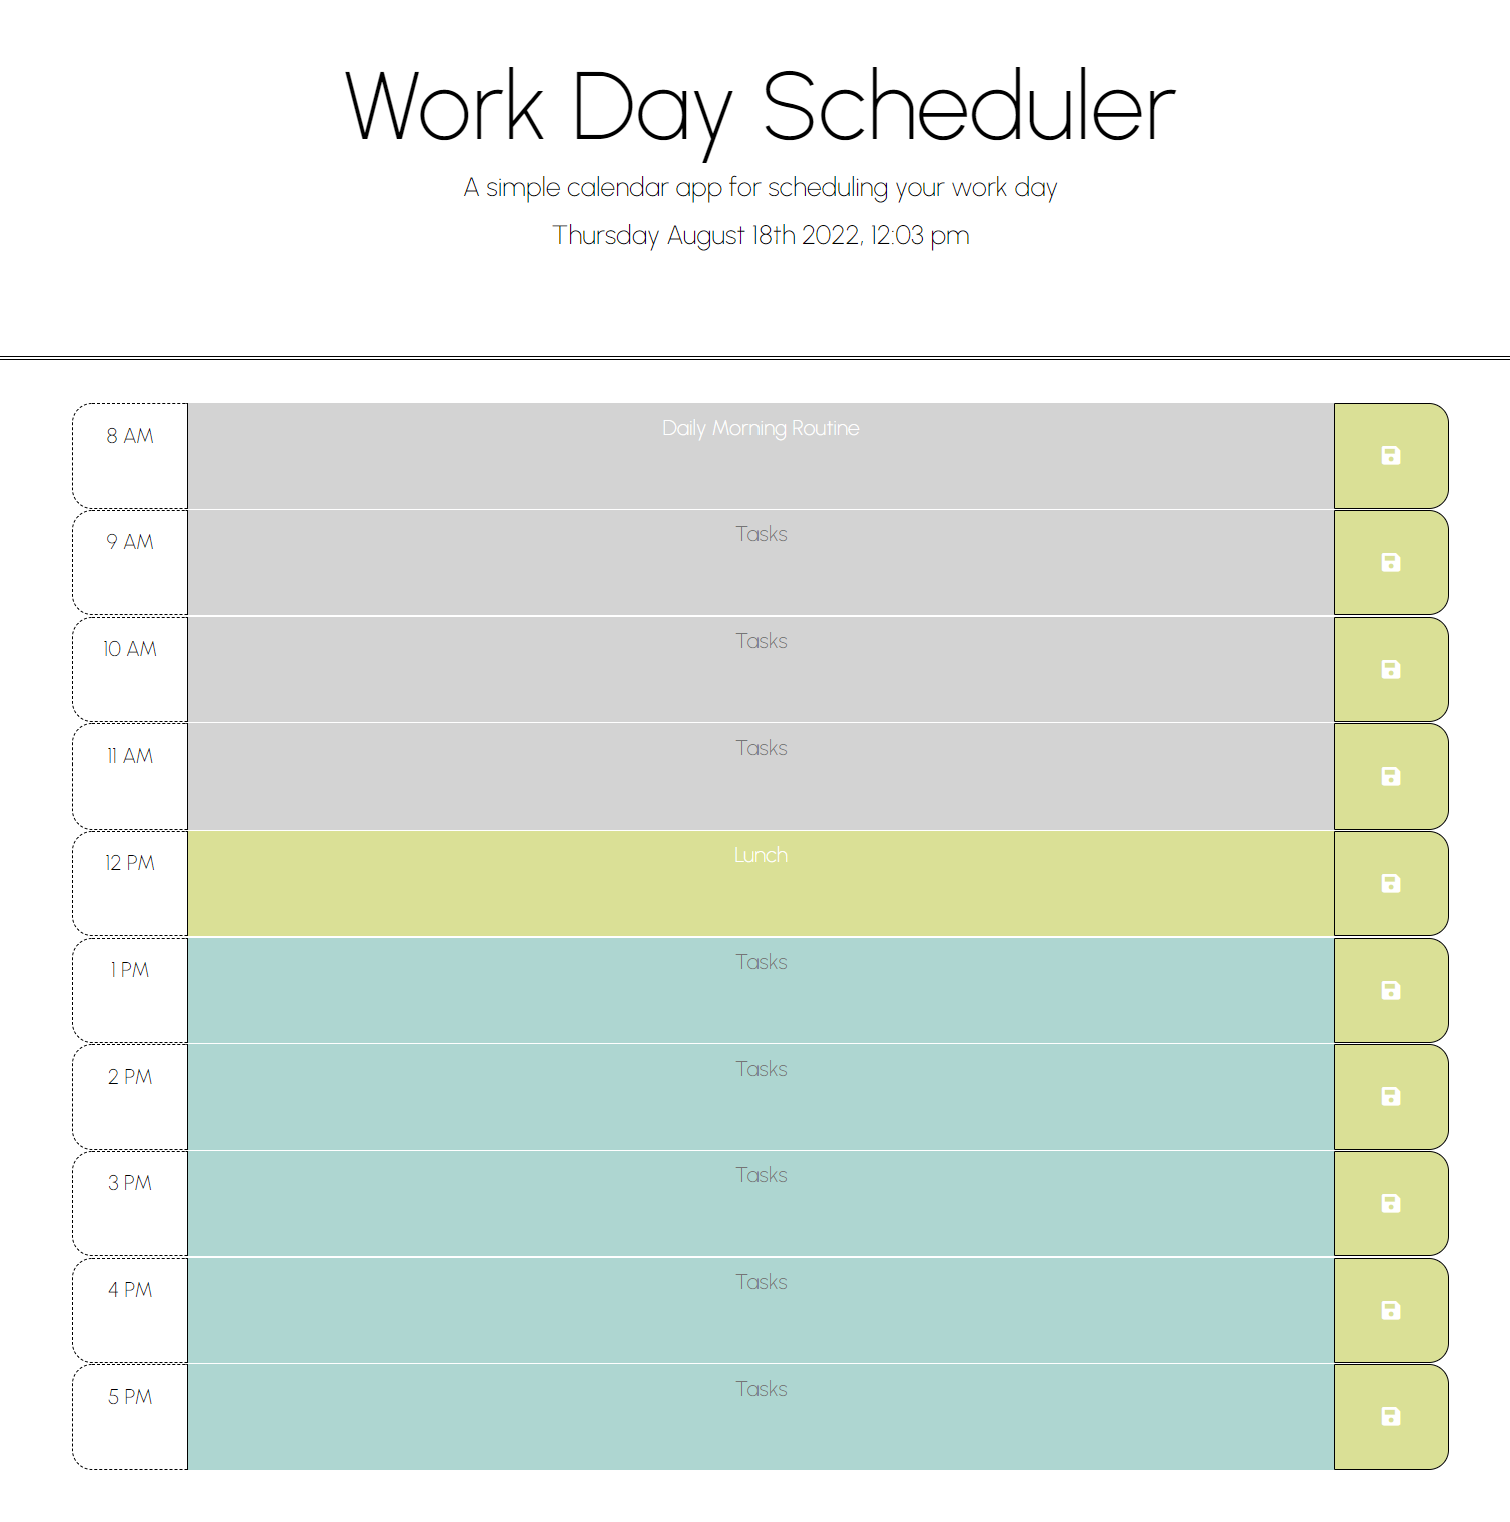 Work Day Scheduler
A simple calendar app for scheduling your work day
Thursday August 18th 2022, 12:03 pm
8 AM
Daily Morning Routine
9 AM
Tasks
10 AM
Tasks
11 AM
Tasks
12 PM
Lunch
1 PM
Tasks
2 PM
Tasks
3 PM
Tasks
4 PM
Tasks
5 PM
Tasks